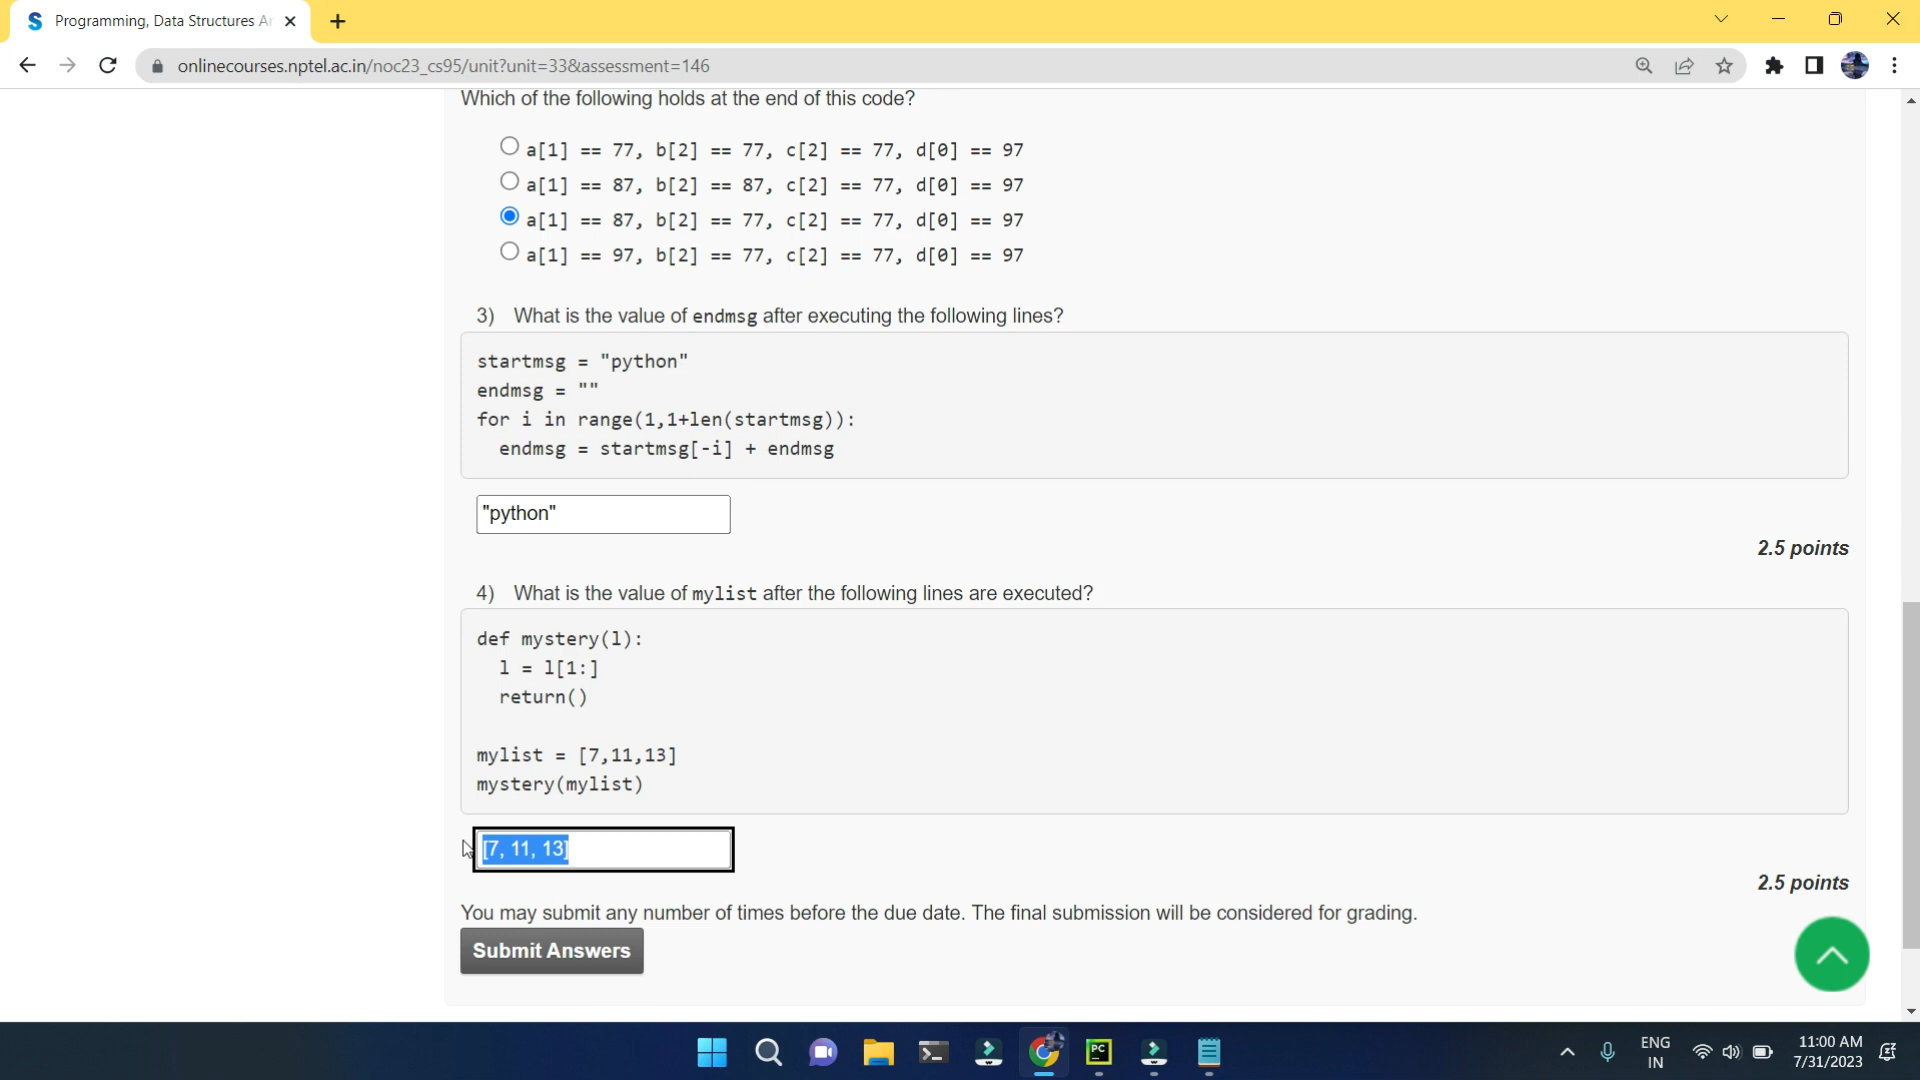 Programming, Data Structures Ar
onlinecourses.nptel.ac.in/noc23_cs95/unit?unit=33&assessment=146
Which of the following holds at the end of this code?
a[1] == 77, b[2] == 77, c[2] == 77, d[0] == 97
a[1] == 87, b[2] == 87, c[2] == 77, d[0] == 97
a[1] == 87, b[2] == 77, c[2] == 77, d[0] == 97
a[1] == 97, b[2] == 77, c[2] == 77, d[0] == 97
3) What is the value of endmsg after executing the following lines?
startmsg = "python"
endmsg = ""
for i in range(1,1+len(startmsg)):
endmsg = startmsg[-i] + endmsg
"python"
2.5 points
4) What is the value of mylist after the following lines are executed?
def mystery(l):
l = l[1:]
return()
mylist = [7,11,13]
mystery(mylist)
[7, 11, 13]
2.5 points
You may submit any number of times before the due date. The final submission will be considered for grading.
Submit Answers
PC
ENG
IN
11:00 AM
7/31/2023